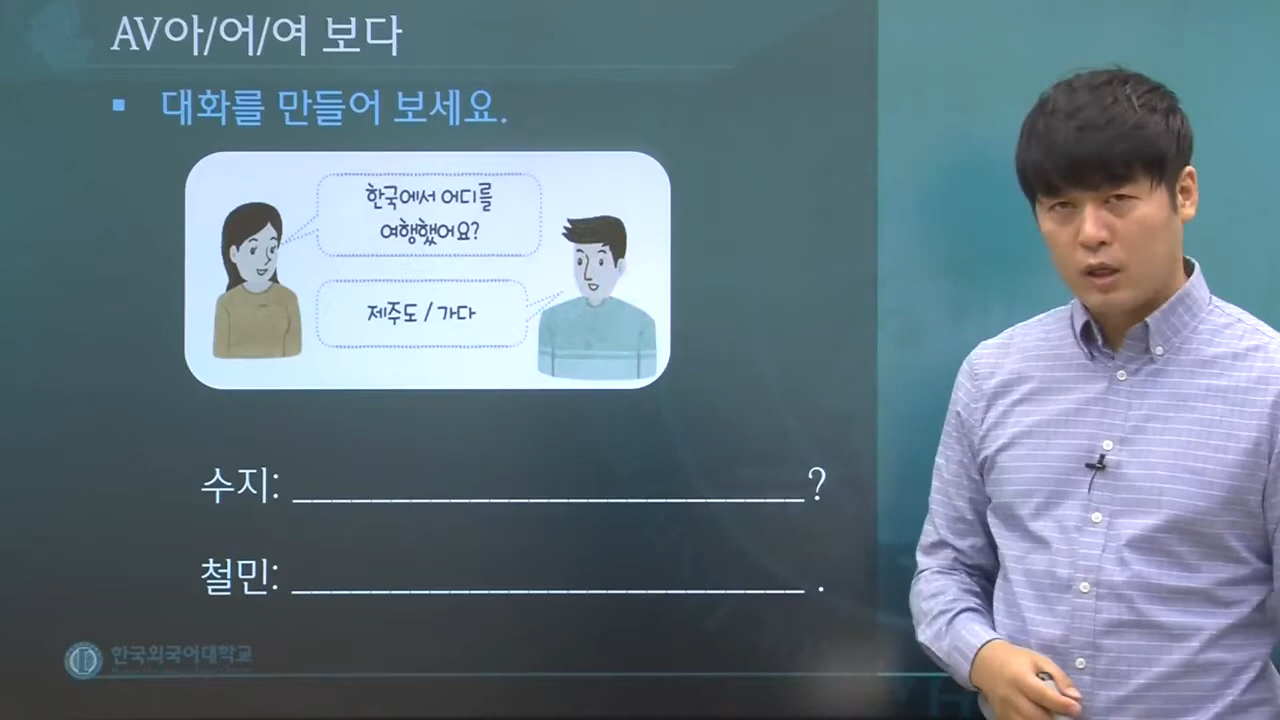 AV아/어/여 보다
▪ 대화를 만들어 보세요.
한국에서 어디를
여행했어요?
제주도 / 가다
수지: ____________________?
철민: ____________________.
한국외국어대학교